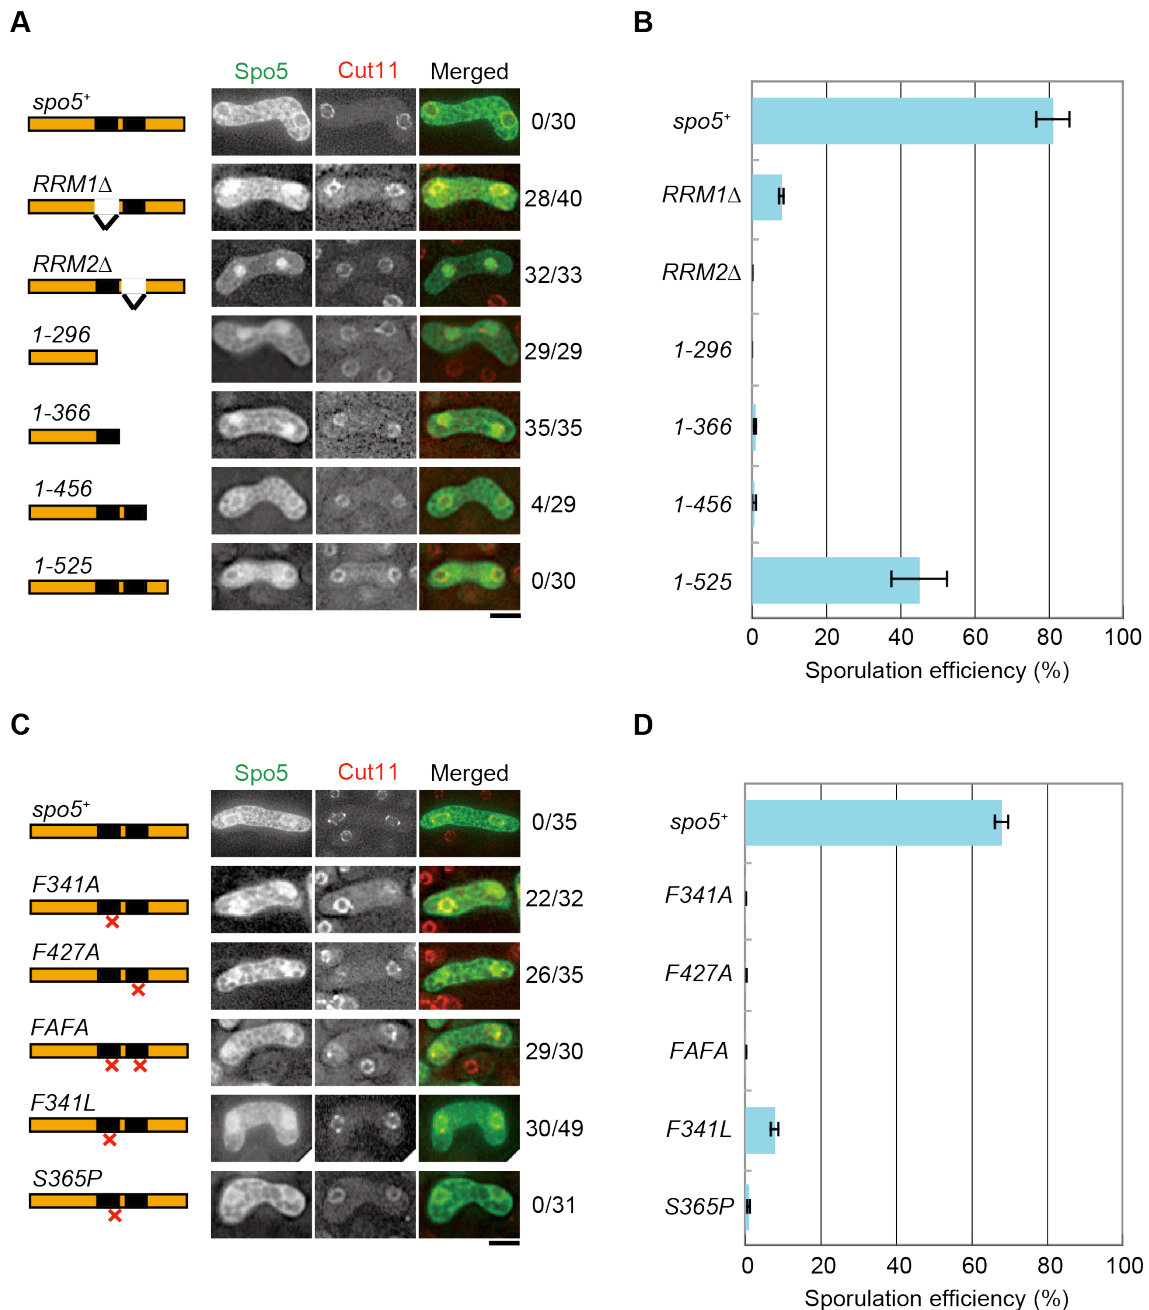 A
Spo5 Cut11 Merged
spo5+ 0/30
RRM1Δ 28/40
RRM2Δ 32/33
1-296 29/29
1-366 35/35
1-456 4/29
1-525 0/30
B
spo5+
RRM1Δ
RRM2Δ
1-296
1-366
1-456
1-525
0 20 40 60 80 100
Sporulation efficiency (%)
C
Spo5 Cut11 Merged
spo5+ 0/35
F341A 22/32
F427A 26/35
FAFA 29/30
F341L 30/49
S365P 0/31
D
spo5+
F341A
F427A
FAFA
F341L
S365P
0 20 40 60 80 100
Sporulation efficiency (%)